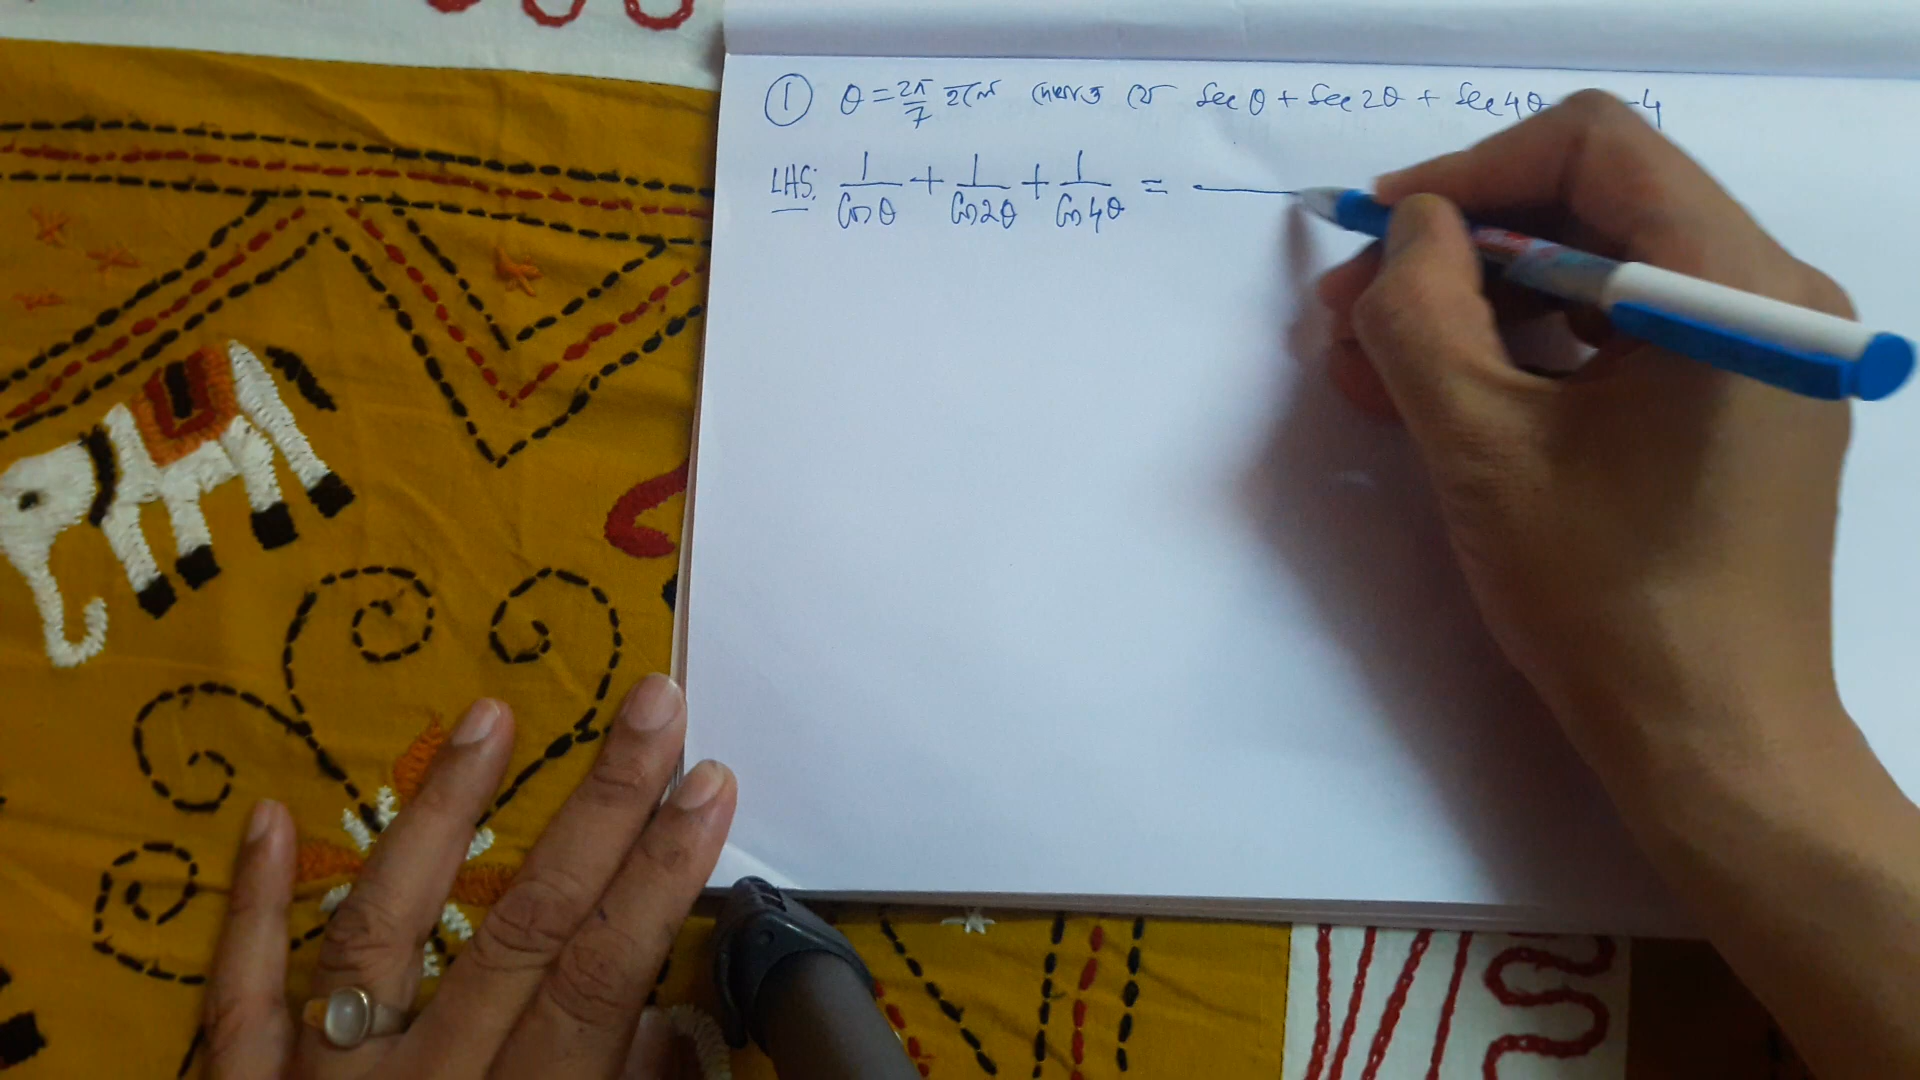 ① θ = 2π/7 হলে দেখাও যে sec θ + sec 2θ + sec 4θ -4
LHS: 1/cos θ + 1/cos 2θ + 1/cos 4θ =